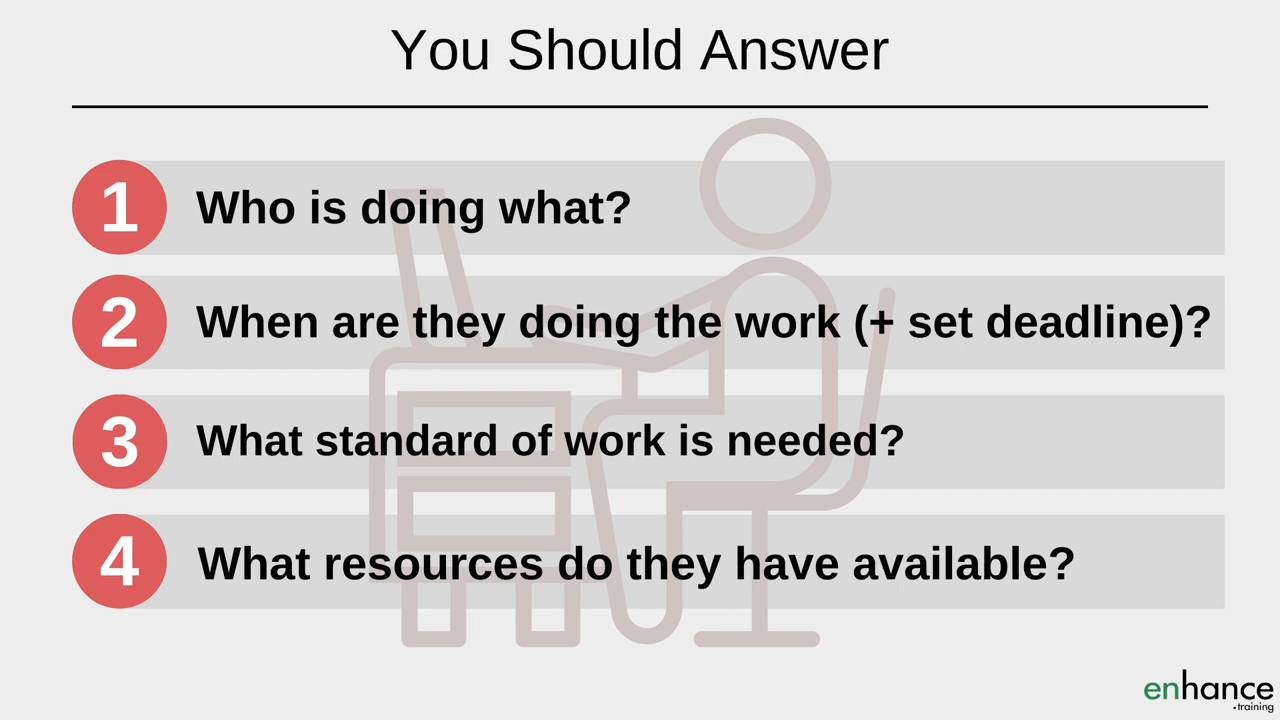 You Should Answer
1 Who is doing what?
2 When are they doing the work (+ set deadline)?
3 What standard of work is needed?
4 What resources do they have available?
enhance
•training